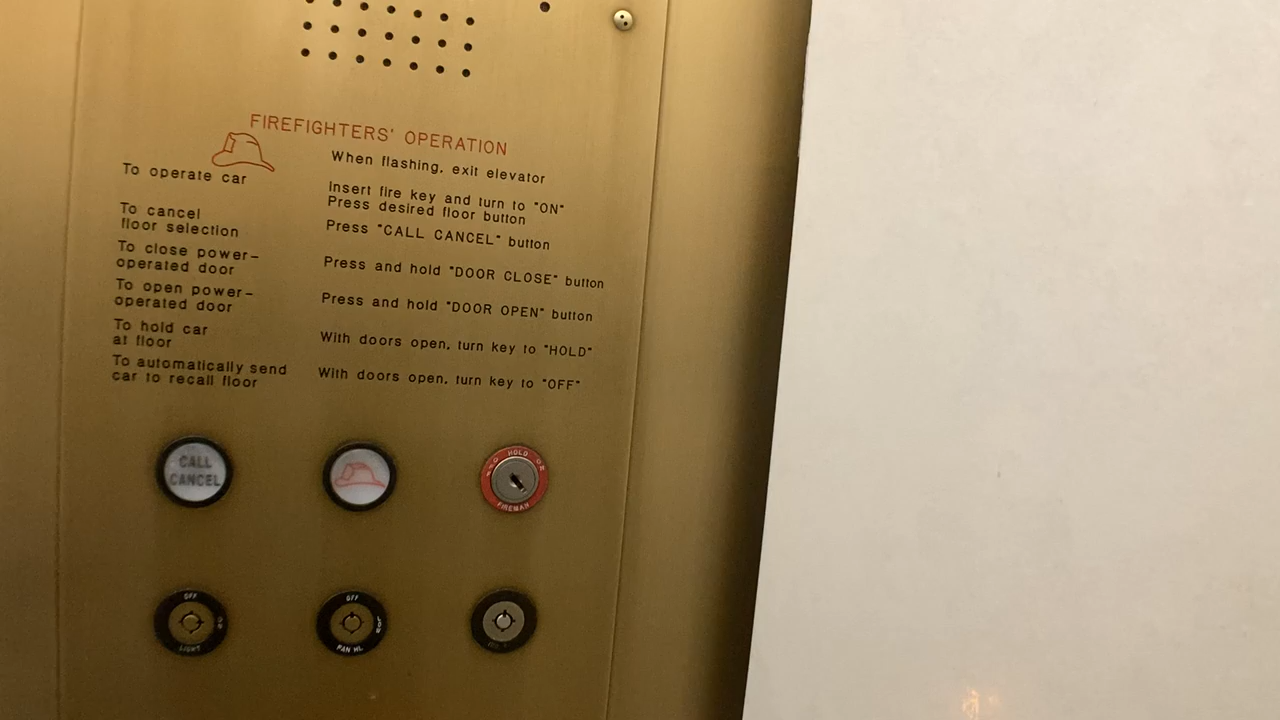 FIREFIGHTERS' OPERATION
When flashing, exit elevator
To operate car
Insert fire key and turn to "ON"
Press desired floor button
To cancel
floor selection
Press "CALL CANCEL" button
To close power-
operated door
Press and hold "DOOR CLOSE" button
To open power-
operated door
Press and hold "DOOR OPEN" button
To hold car
at floor
With doors open, turn key to "HOLD"
To automatically send
car to recall floor
With doors open, turn key to "OFF"
CALL
CANCEL
HOLD
ON
FIREMAN
OFF
LIGHT
OFF
FAN